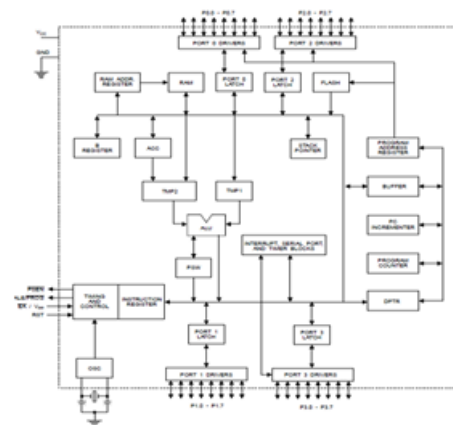 P0.0 - P0.7
P2.0 - P2.7
VCC
GND
PORT 0 DRIVERS
PORT 2 DRIVERS
RAM ADDR.
REGISTER
RAM
PORT 0
LATCH
PORT 2
LATCH
FLASH
B
REGISTER
ACC
STACK
POINTER
PROGRAM
ADDRESS
REGISTER
TMP2
TMP1
BUFFER
ALU
PC
INCREMENTER
INTERRUPT, SERIAL PORT,
AND TIMER BLOCKS
PSW
PROGRAM
COUNTER
PSEN
ALE/PROG
EA / VPP
RST
TIMING
AND
CONTROL
INSTRUCTION
REGISTER
DPTR
PORT 1
LATCH
PORT 3
LATCH
OSC
PORT 1 DRIVERS
PORT 3 DRIVERS
P1.0 - P1.7
P3.0 - P3.7